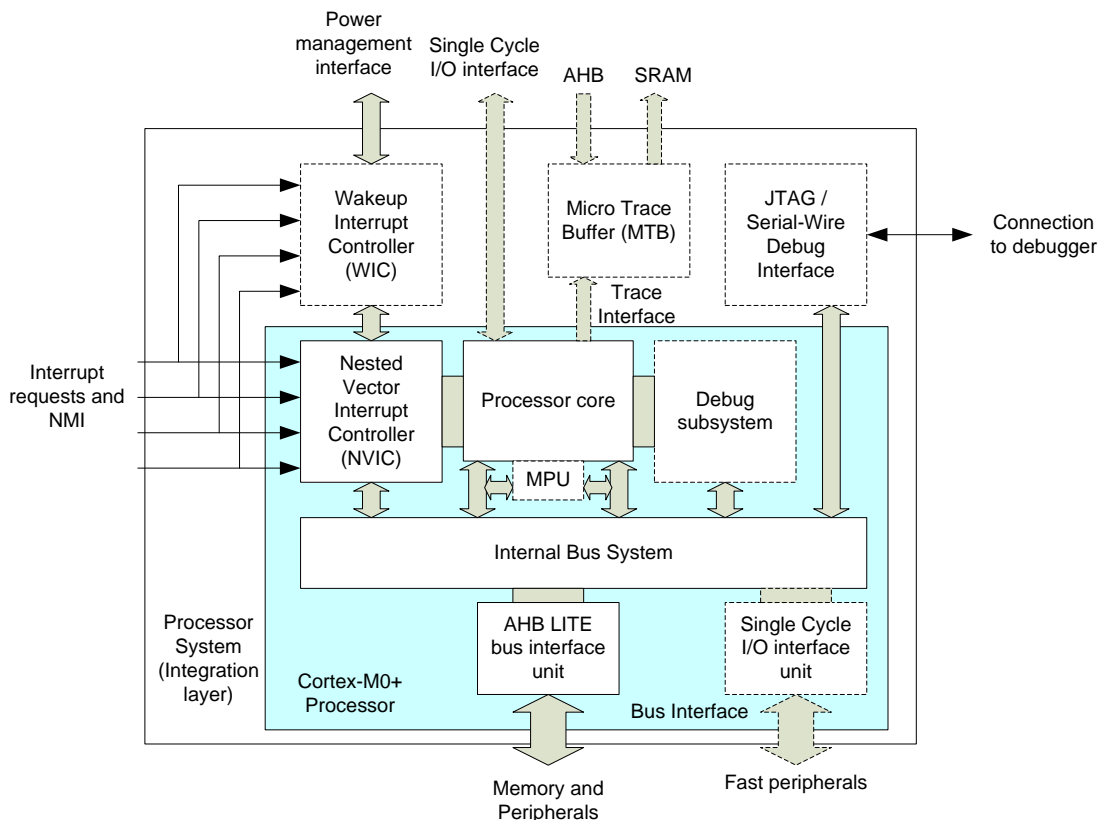 Power
management
interface
Single Cycle
I/O interface
AHB
SRAM
Wakeup
Interrupt
Controller
(WIC)
Micro Trace
Buffer (MTB)
JTAG /
Serial-Wire
Debug
Interface
Connection
to debugger
Trace
Interface
Interrupt
requests and
NMI
Nested
Vector
Interrupt
Controller
(NVIC)
Processor core
Debug
subsystem
MPU
Internal Bus System
Processor
System
(Integration
layer)
Cortex-M0+
Processor
AHB LITE
bus interface
unit
Single Cycle
I/O interface
unit
Bus Interface
Memory and
Peripherals
Fast peripherals